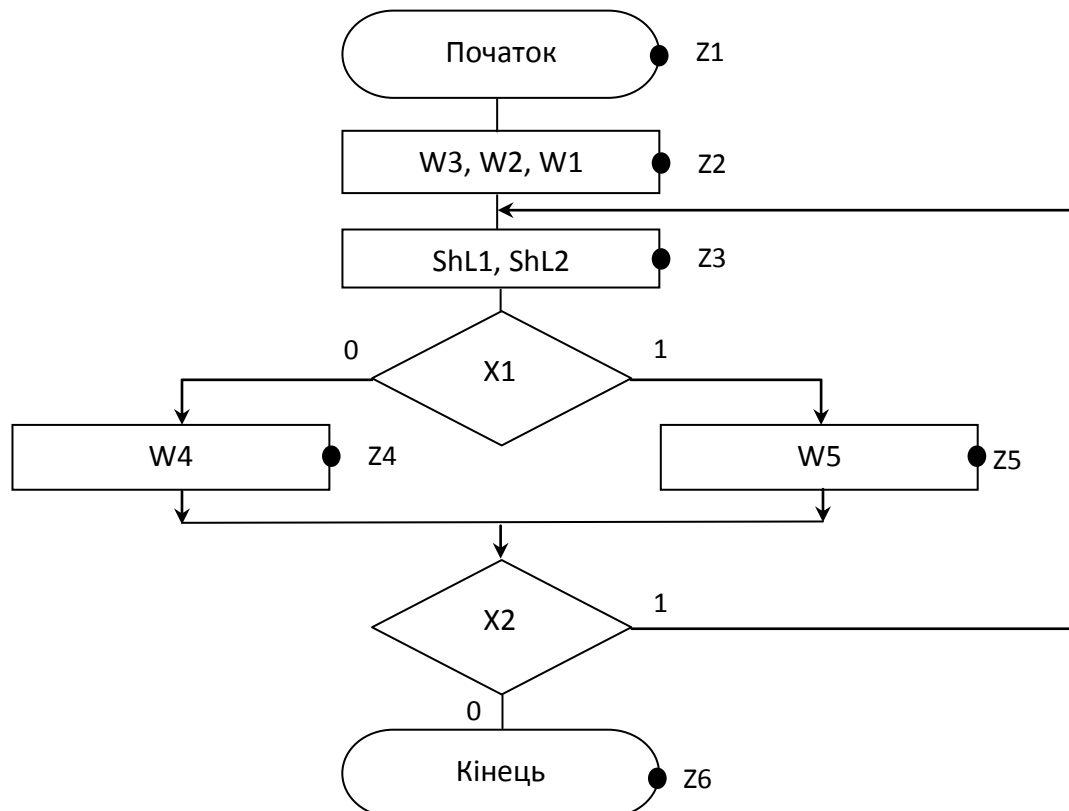 Початок Z1
W3, W2, W1 Z2
ShL1, ShL2 Z3
0 X1 1
W4 Z4 W5 Z5
X2 1
0
Кінець Z6